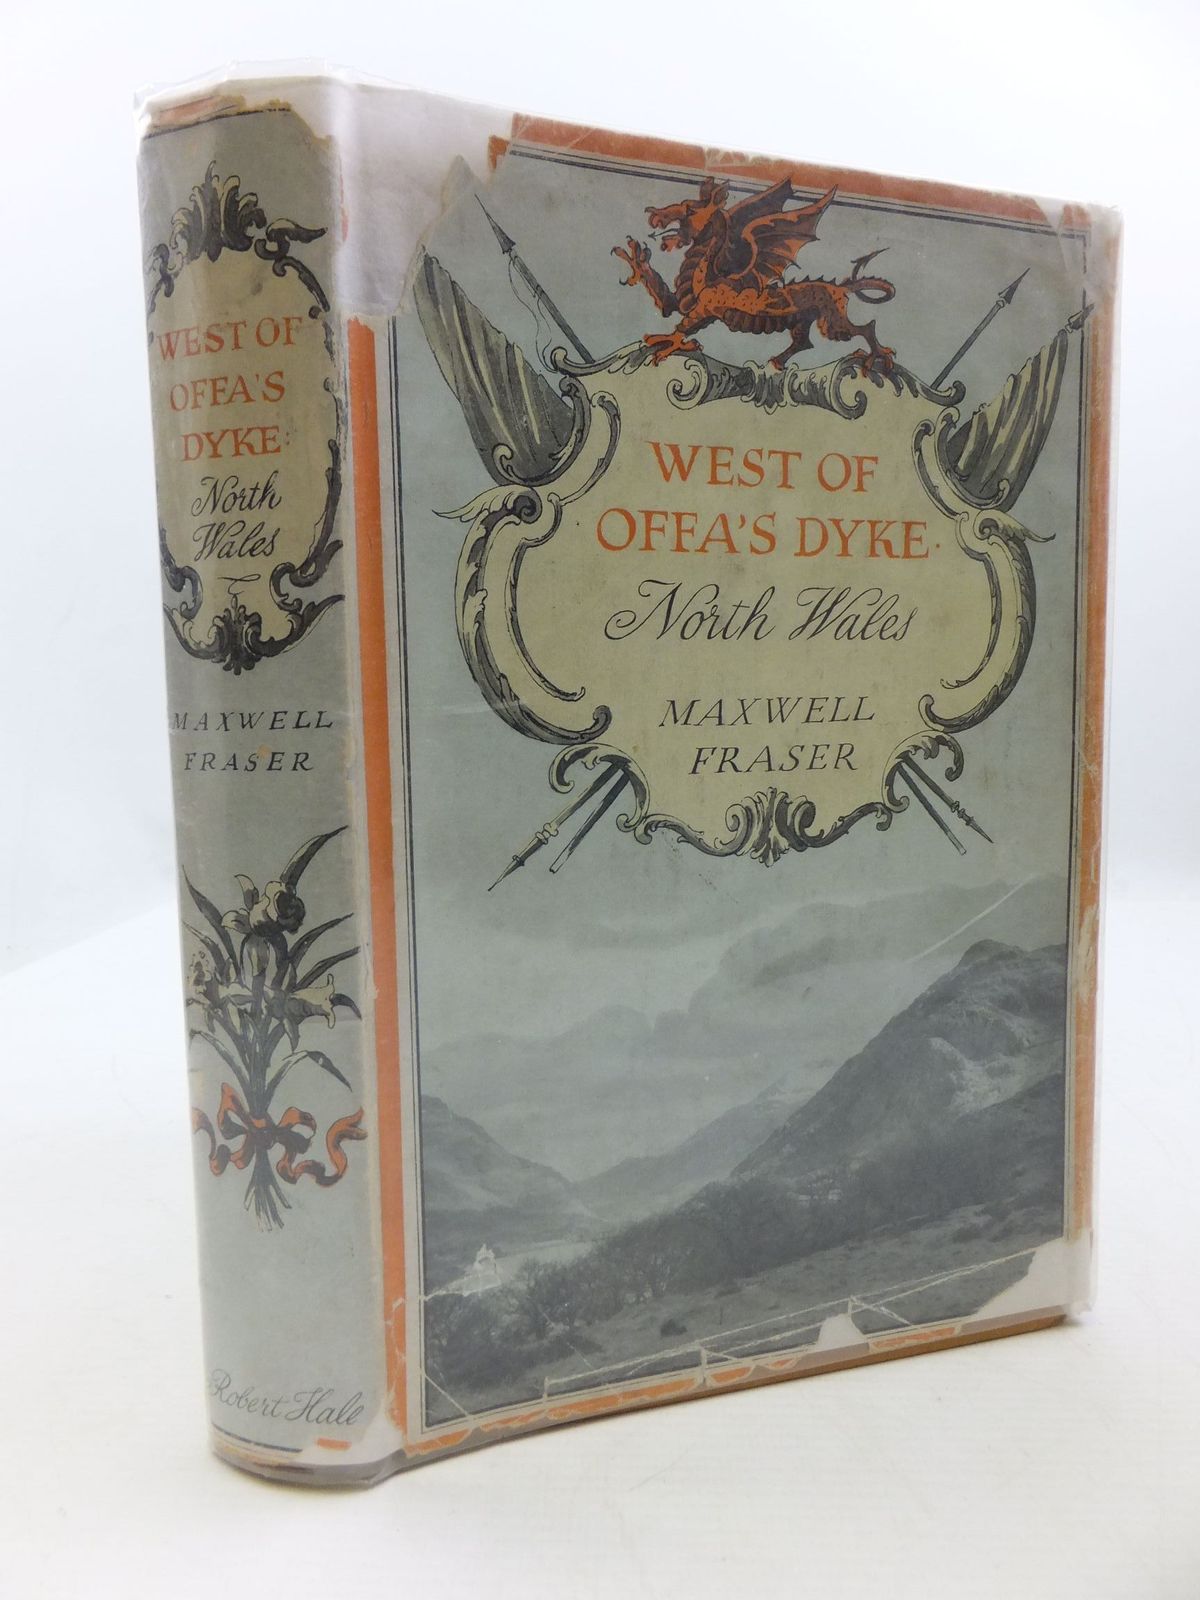 WEST OF
OFFA'S
DYKE:
North
Wales
MAXWELL
FRASER
Robert Hale
WEST OF
OFFA'S DYKE:
North Wales
MAXWELL
FRASER